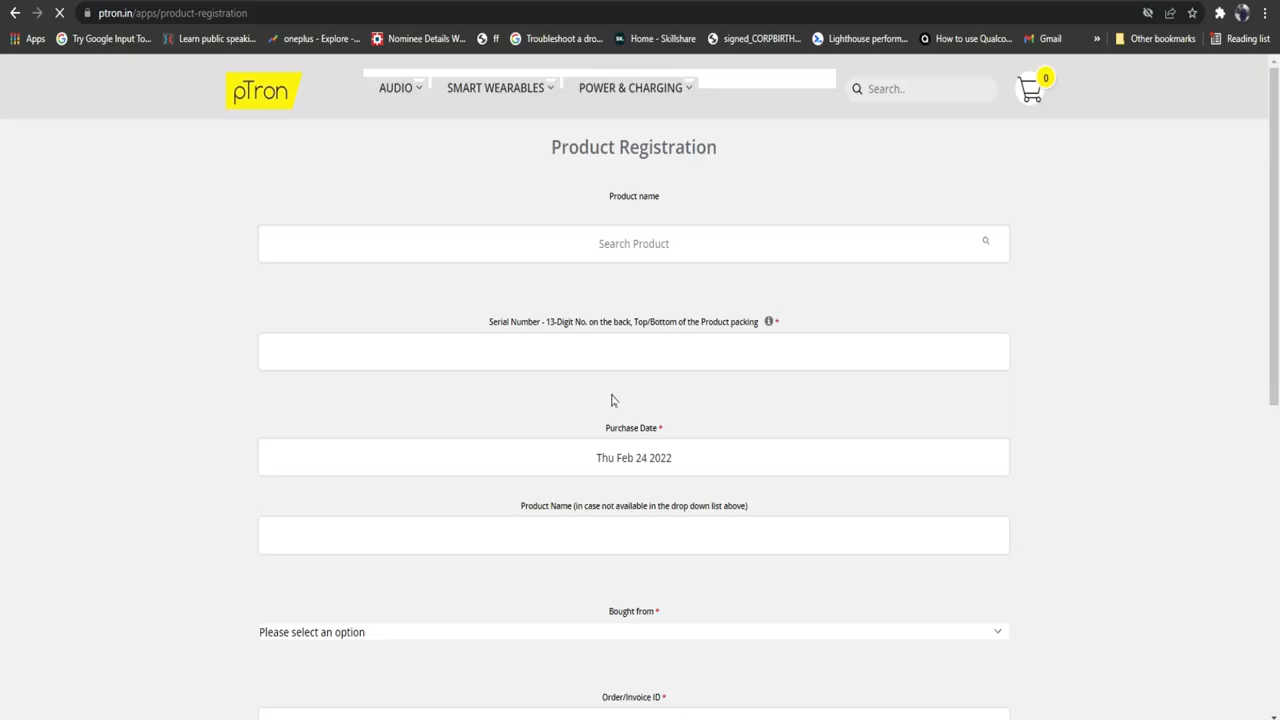 ptron.in/apps/product-registration
Apps
Try Google Input To...
Learn public speaki...
oneplus - Explore -...
Nominee Details W...
ff
Troubleshoot a dro...
Home - Skillshare
signed_CORPBIRTH...
Lighthouse perform...
How to use Qualco...
Gmail
»
Other bookmarks
Reading list
pTron
AUDIO
SMART WEARABLES
POWER & CHARGING
Search..
0
Product Registration
Product name
Search Product
Serial Number - 13-Digit No. on the back, Top/Bottom of the Product packing *
Purchase Date *
Thu Feb 24 2022
Product Name (in case not available in the drop down list above)
Bought from *
Please select an option
Order/Invoice ID *